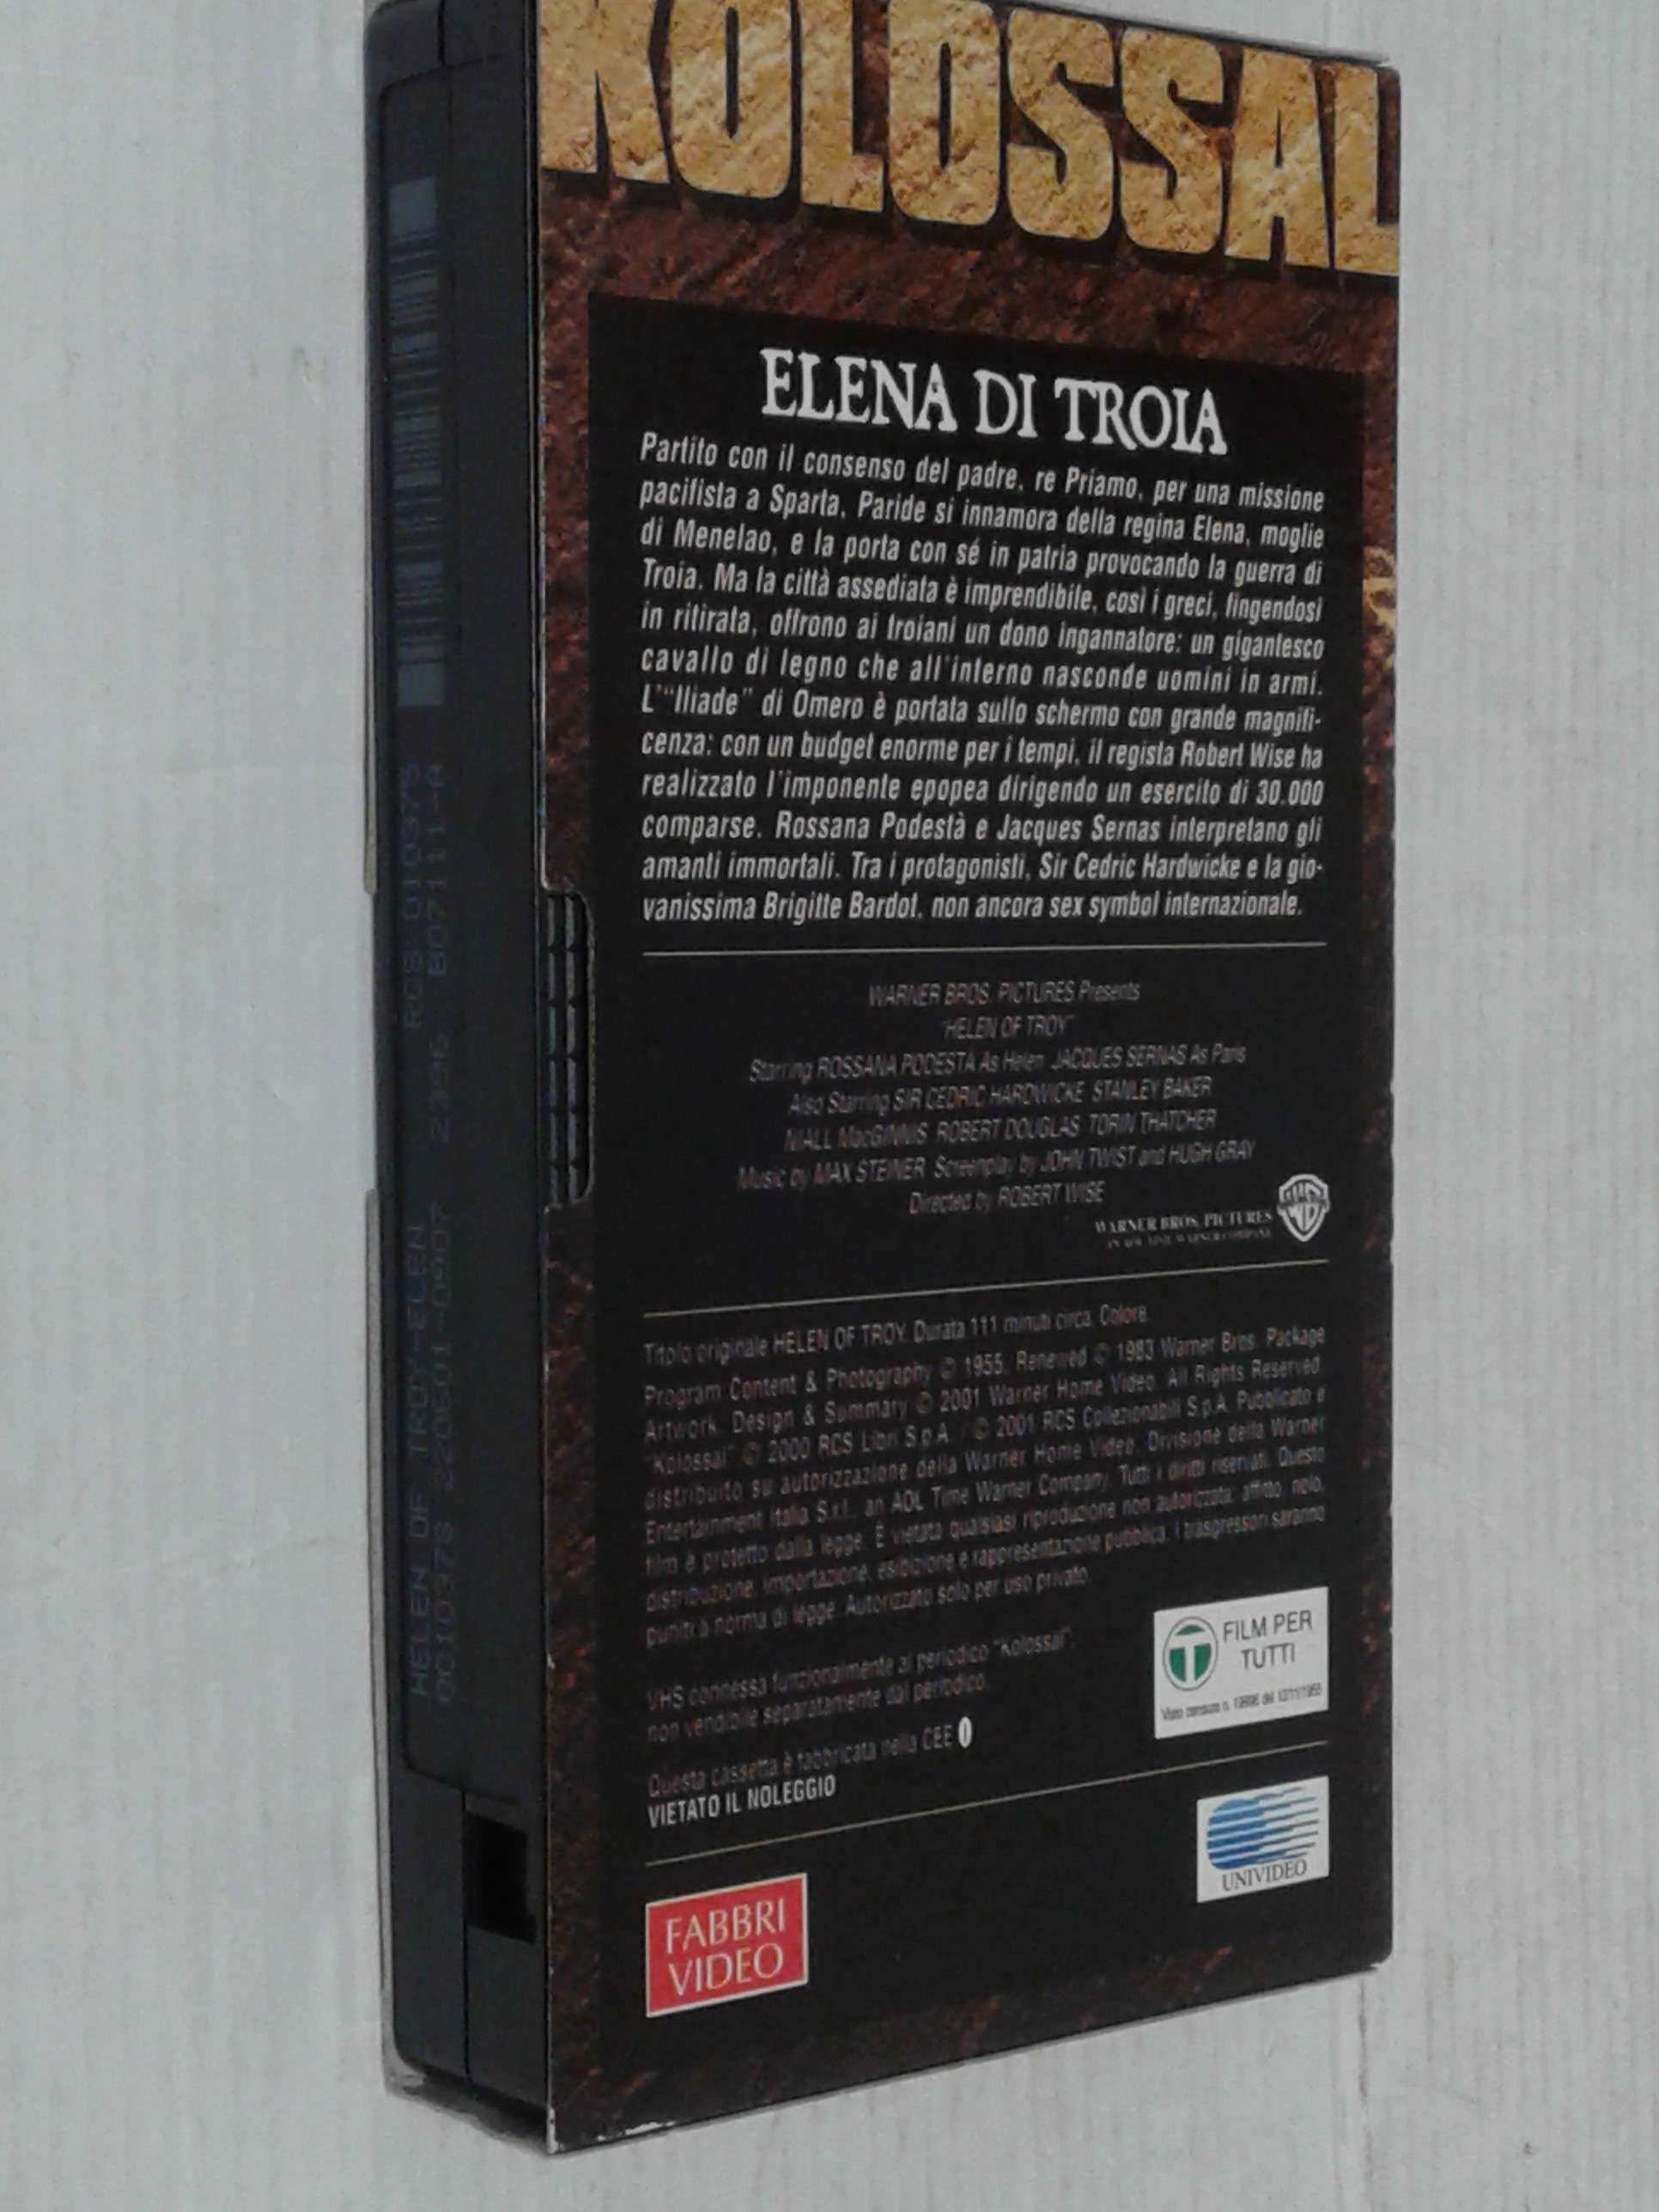 KOLOSSAL
ELENA DI TROIA
Partito con il consenso del padre, re Priamo, per una missione
pacifista a Sparta, Paride si innamora della regina Elena, moglie
di Menelao, e la porta con sé in patria provocando la guerra di
Troia. Ma la città assediata è imprendibile, così i greci, fingendosi
in ritirata, offrono ai troiani un dono ingannatore: un gigantesco
cavallo di legno che all'interno nasconde uomini in armi.
L'"Iliade" di Omero è portata sullo schermo con grande magnifi-
cenza: con un budget enorme per i tempi, il regista Robert Wise ha
realizzato l'imponente epopea dirigendo un esercito di 30.000
comparse. Rossana Podestà e Jacques Sernas interpretano gli
amanti immortali. Tra i protagonisti, Sir Cedric Hardwicke e la gio-
vanissima Brigitte Bardot, non ancora sex symbol internazionale.
WARNER BROS. PICTURES Presents
"HELEN OF TROY"
Starring ROSSANA PODESTÀ As Helen JACQUES SERNAS As Paris
Also Starring SIR CEDRIC HARDWICKE STANLEY BAKER
NIALL MacGINNIS ROBERT DOUGLAS TORIN THATCHER
Music by MAX STEINER Screenplay by JOHN TWIST and HUGH GRAY
Directed by ROBERT WISE
WARNER BROS. PICTURES
AN AOL TIME WARNER COMPANY
Titolo originale HELEN OF TROY. Durata 111 minuti circa. Colore.
Program Content & Photography © 1955. Renewed © 1983 Warner Bros. Package
Artwork, Design & Summary © 2001 Warner Home Video. All Rights Reserved.
"Kolossal" © 2000 RCS Libri S.p.A. / © 2001 RCS Collezionabili S.p.A. Pubblicato e
distribuito su autorizzazione della Warner Home Video, Divisione della Warner
Entertainment Italia S.r.l., an AOL Time Warner Company. Tutti i diritti riservati. Questo
film è protetto dalla legge. È vietata qualsiasi riproduzione non autorizzata, affitto, nolo,
distribuzione, importazione, esibizione e rappresentazione pubblica. I trasgressori saranno
puniti a norma di legge. Autorizzato solo per uso privato.
VHS connessa funzionalmente al periodico "Kolossal",
non vendibile separatamente dal periodico.
Questa cassetta è fabbricata nella CEE
VIETATO IL NOLEGGIO
T FILM PER
TUTTI
Visto censura n. del
UNIVIDEO
FABBRI
VIDEO
HELEN OF TROY-ELEN RCS 010375
220601-0907 B07111-A